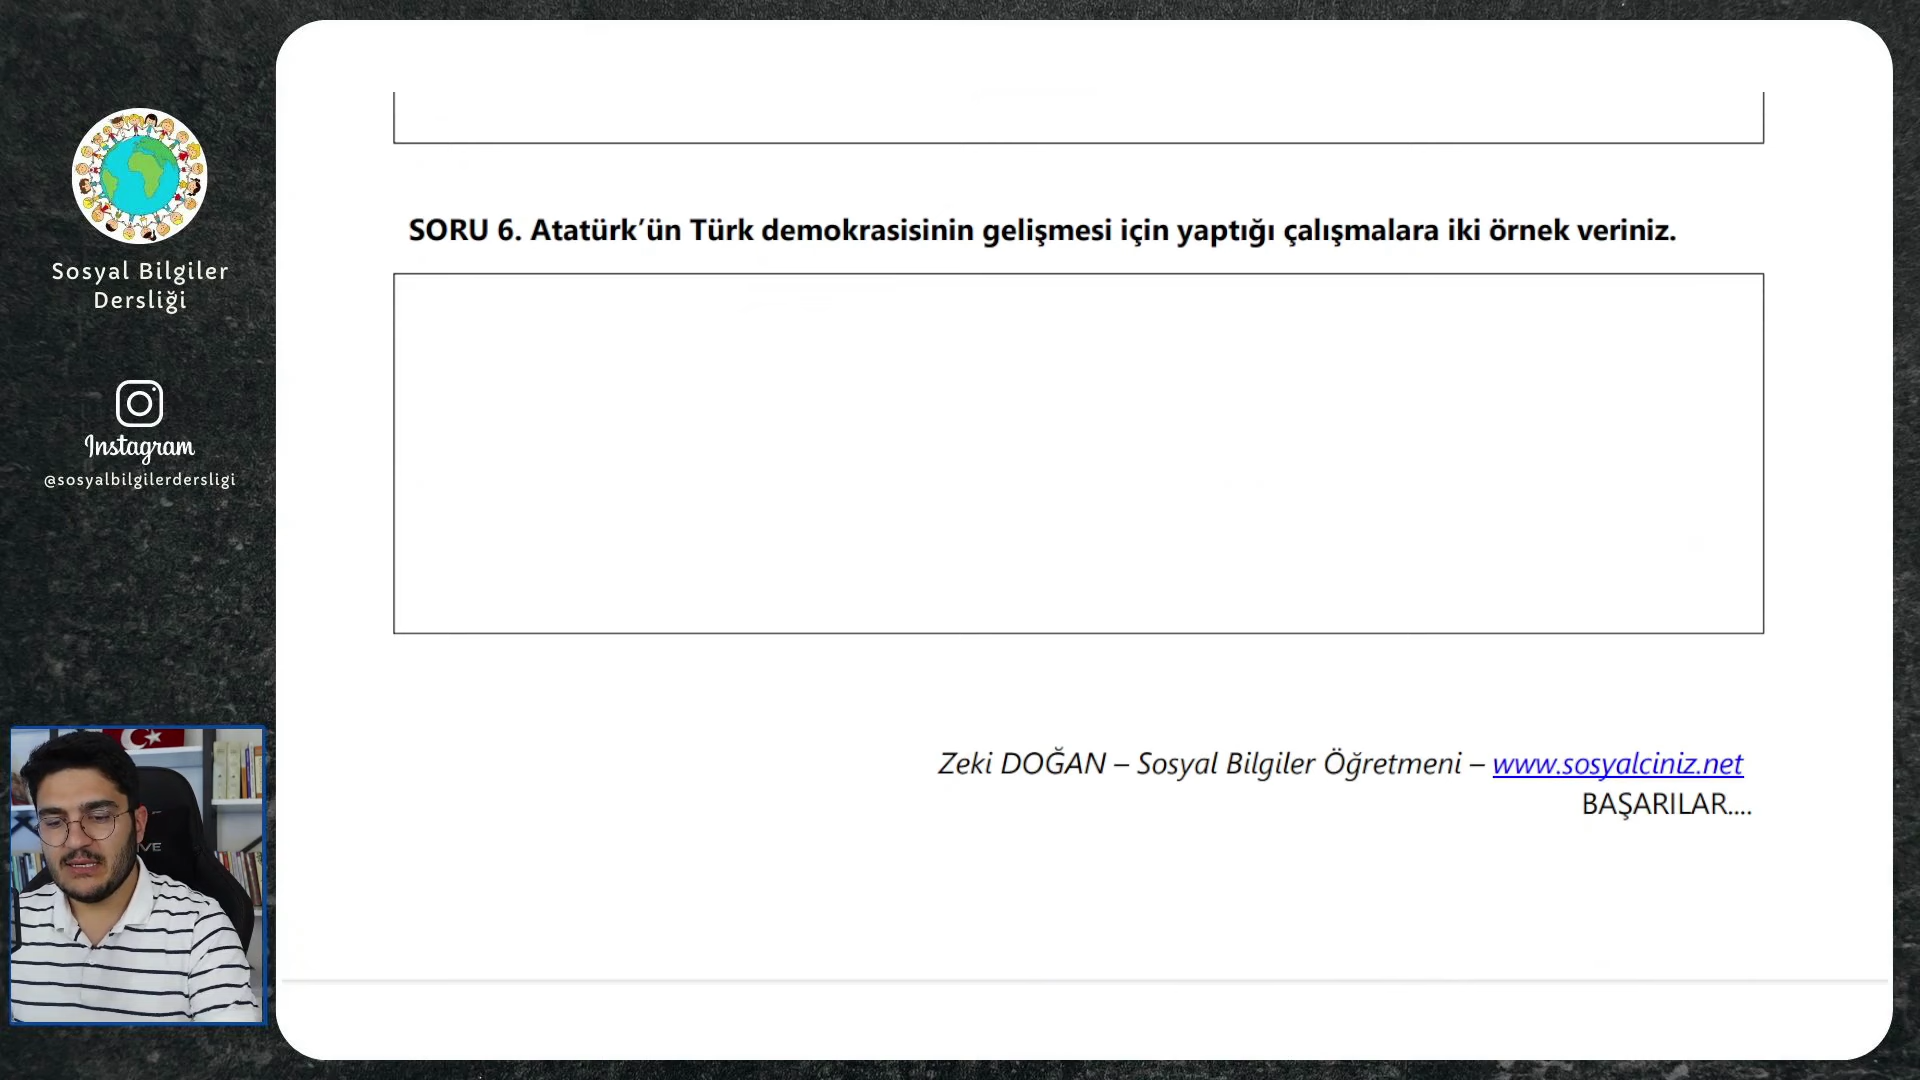 Sosyal Bilgiler
Dersliği
Instagram
@sosyalbilgilerdersligi
SORU 6. Atatürk’ün Türk demokrasisinin gelişmesi için yaptığı çalışmalara iki örnek veriniz.
Zeki DOĞAN – Sosyal Bilgiler Öğretmeni – www.sosyalciniz.net
BAŞARILAR....